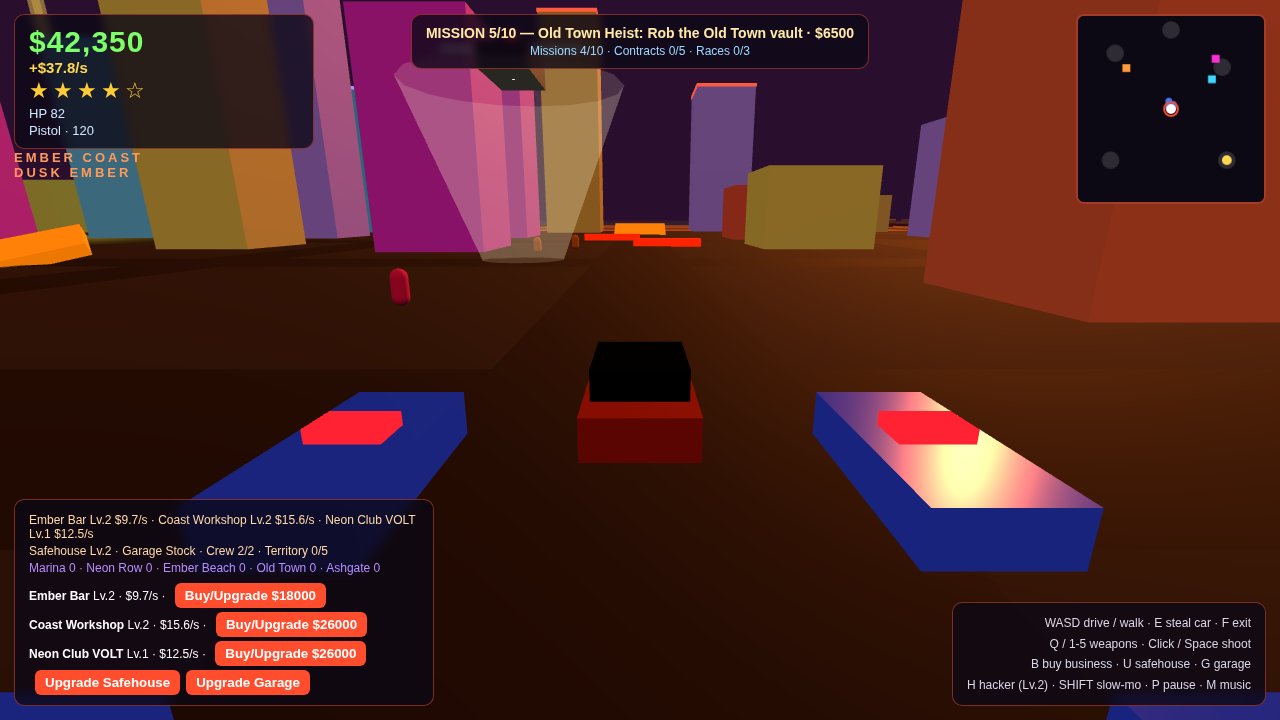 $42,350
+$37.8/s
★ ★ ★ ★ ☆
HP 82
Pistol · 120
EMBER COAST
DUSK EMBER
MISSION 5/10 — Old Town Heist: Rob the Old Town vault · $6500
Missions 4/10 · Contracts 0/5 · Races 0/3
Ember Bar Lv.2 $9.7/s · Coast Workshop Lv.2 $15.6/s · Neon Club VOLT
Lv.1 $12.5/s
Safehouse Lv.2 · Garage Stock · Crew 2/2 · Territory 0/5
Marina 0 · Neon Row 0 · Ember Beach 0 · Old Town 0 · Ashgate 0
Ember Bar Lv.2 · $9.7/s · Buy/Upgrade $18000
Coast Workshop Lv.2 · $15.6/s · Buy/Upgrade $26000
Neon Club VOLT Lv.1 · $12.5/s · Buy/Upgrade $26000
Upgrade Safehouse Upgrade Garage
WASD drive / walk · E steal car · F exit
Q / 1-5 weapons · Click / Space shoot
B buy business · U safehouse · G garage
H hacker (Lv.2) · SHIFT slow-mo · P pause · M music